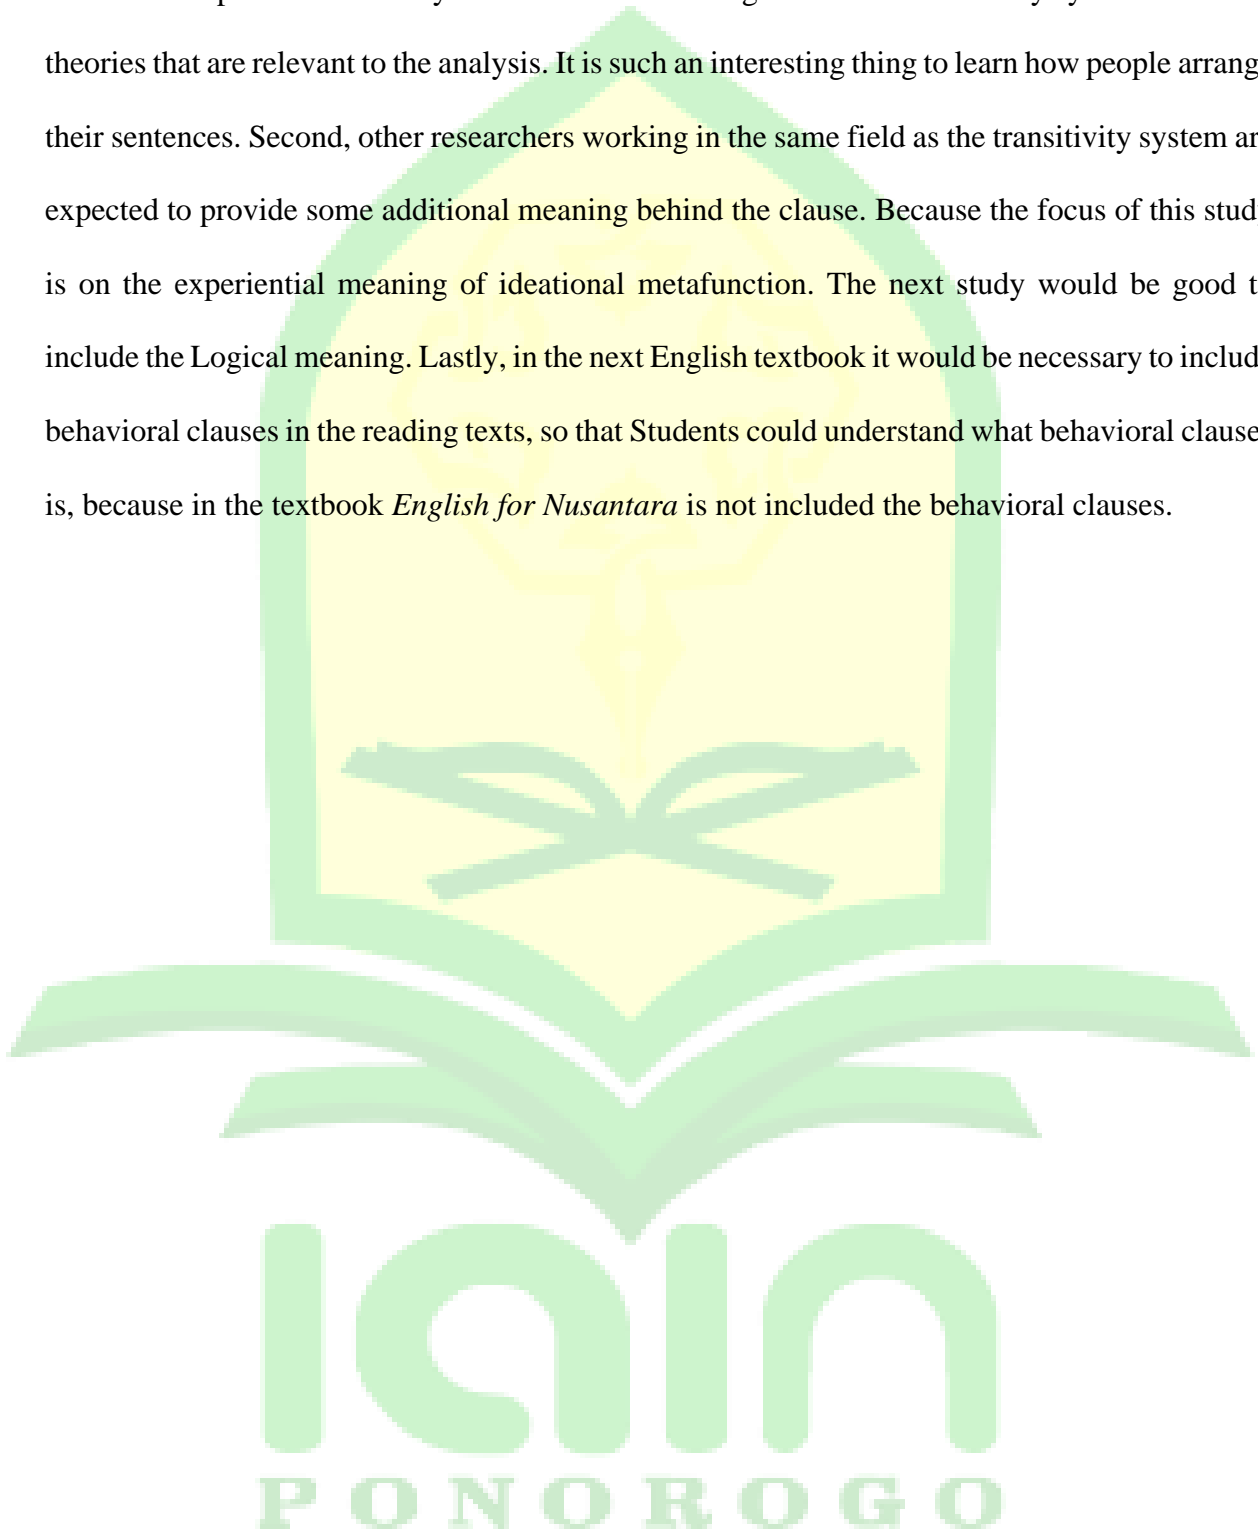 theories that are relevant to the analysis. It is such an interesting thing to learn how people arrang
their sentences. Second, other researchers working in the same field as the transitivity system ar
expected to provide some additional meaning behind the clause. Because the focus of this stud
is on the experiential meaning of ideational metafunction. The next study would be good t
include the Logical meaning. Lastly, in the next English textbook it would be necessary to includ
behavioral clauses in the reading texts, so that Students could understand what behavioral clause
is, because in the textbook English for Nusantara is not included the behavioral clauses.
iain
PONOROGO